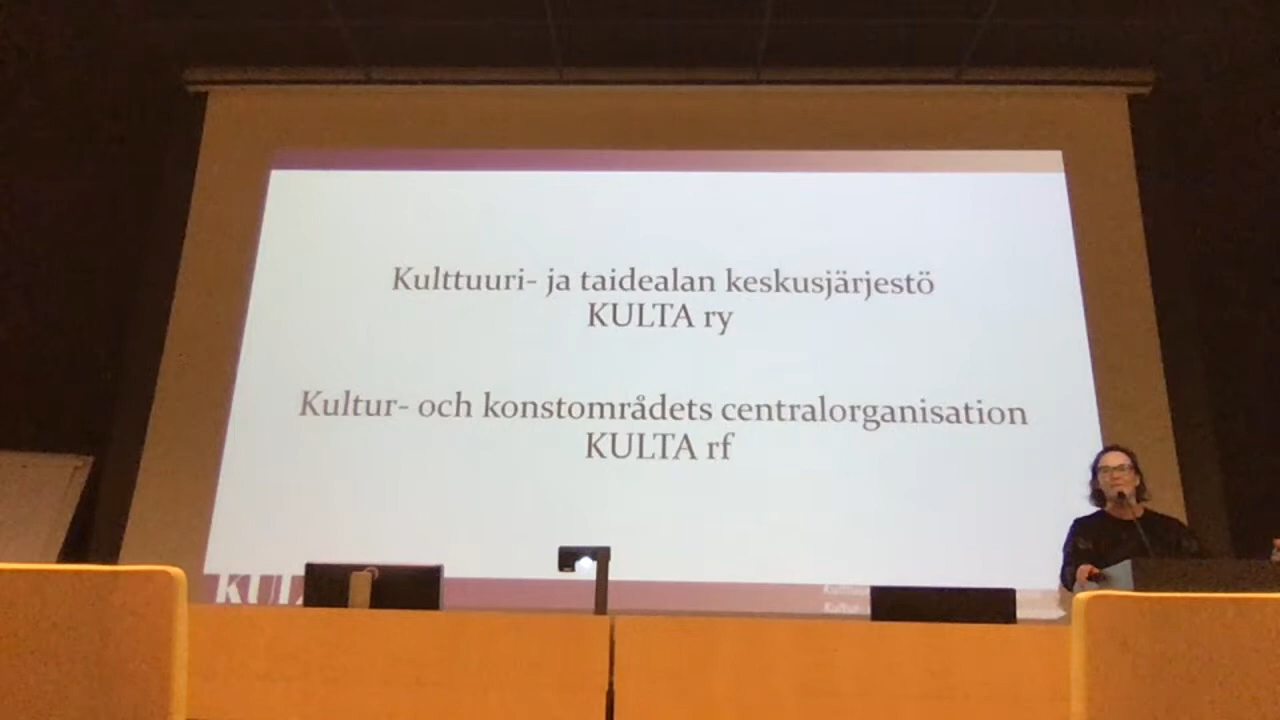 Kulttuuri- ja taidealan keskusjärjestö
KULTA ry
Kultur- och konstområdets centralorganisation
KULTA rf